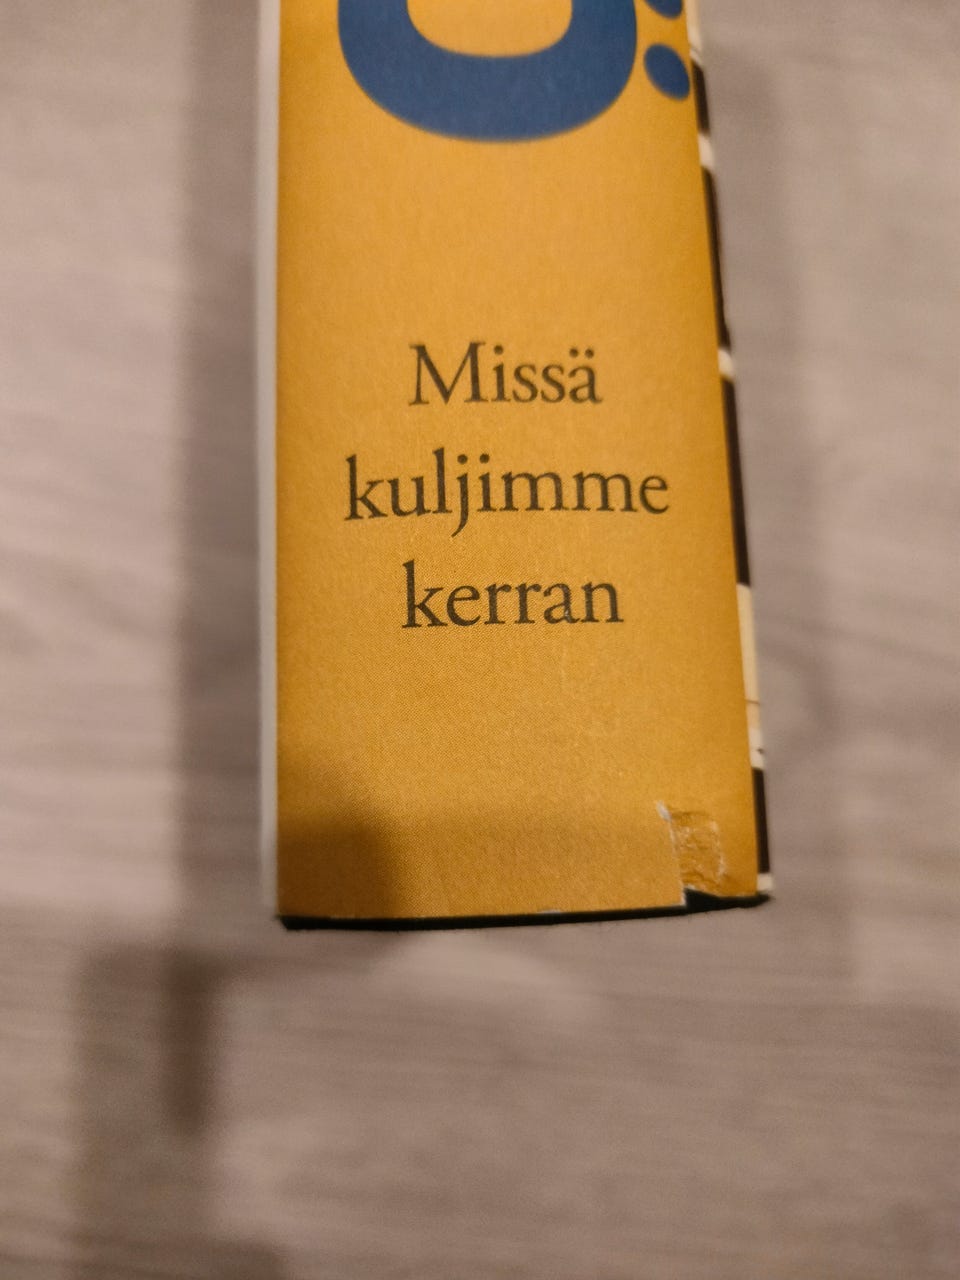 Ö
Missä
kuljimme
kerran